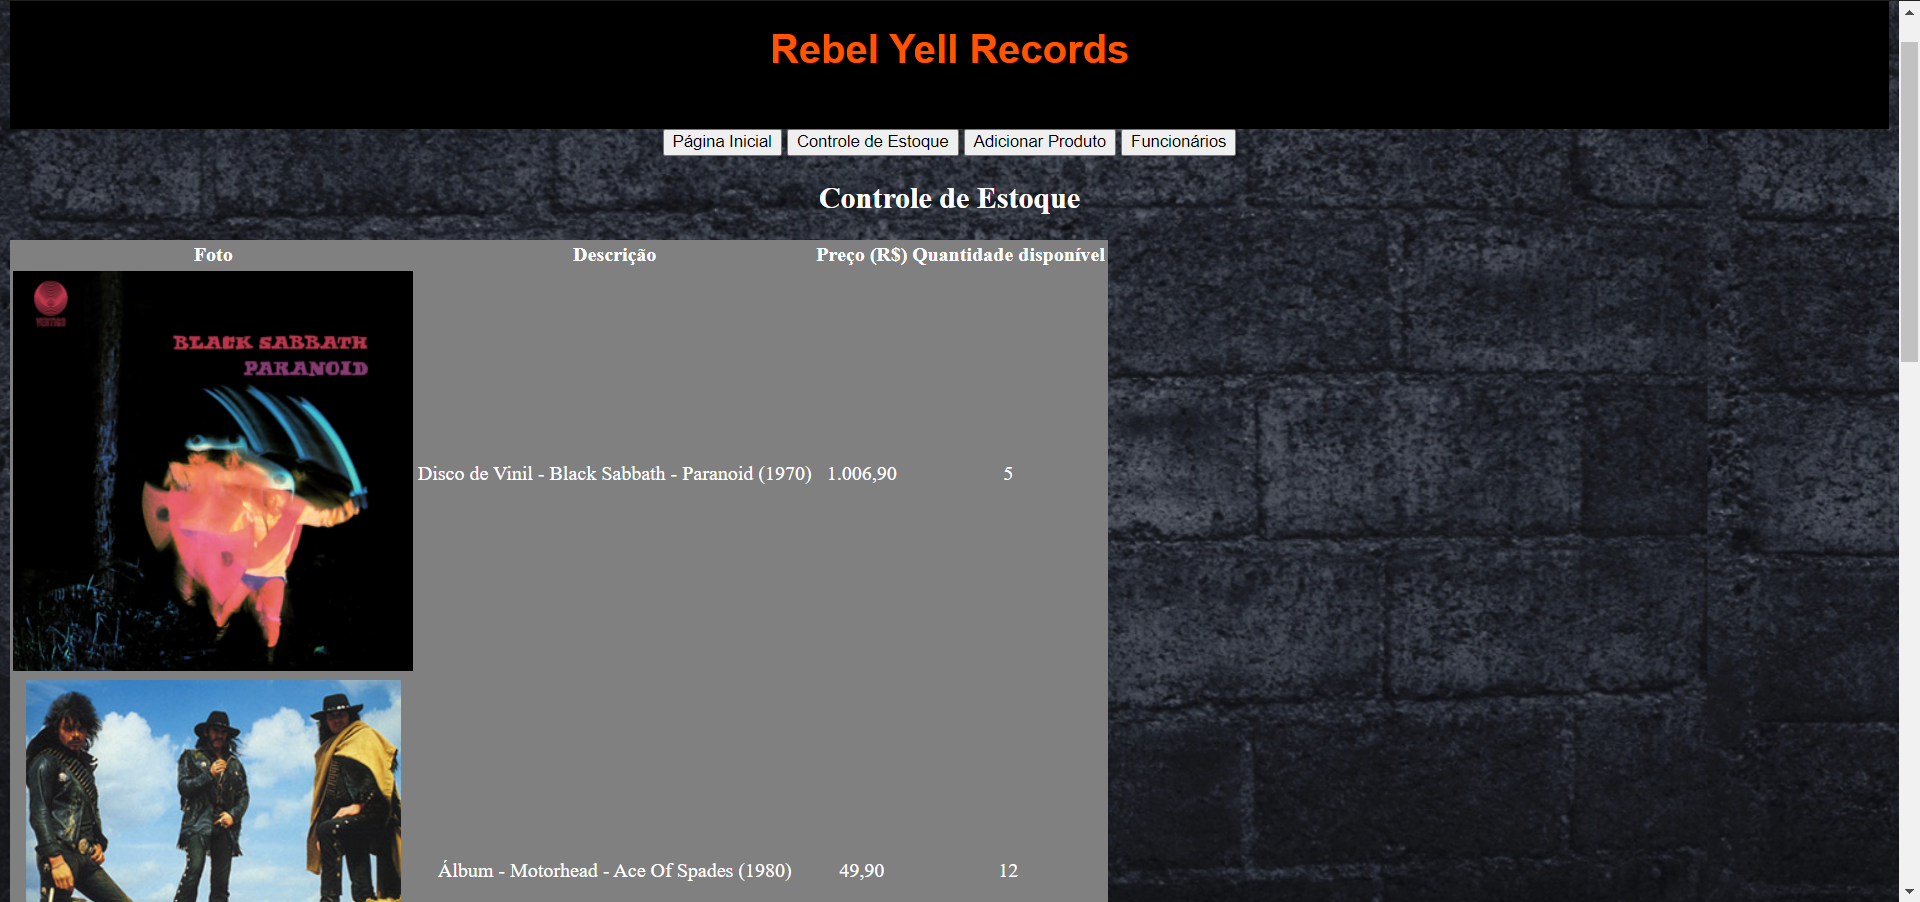 Rebel Yell Records
Página Inicial Controle de Estoque Adicionar Produto Funcionários
Controle de Estoque
Foto Descrição Preço (R$) Quantidade disponível
VERTIGO
BLACK SABBATH
PARANOID
Disco de Vinil - Black Sabbath - Paranoid (1970) 1.006,90 5
Álbum - Motorhead - Ace Of Spades (1980) 49,90 12